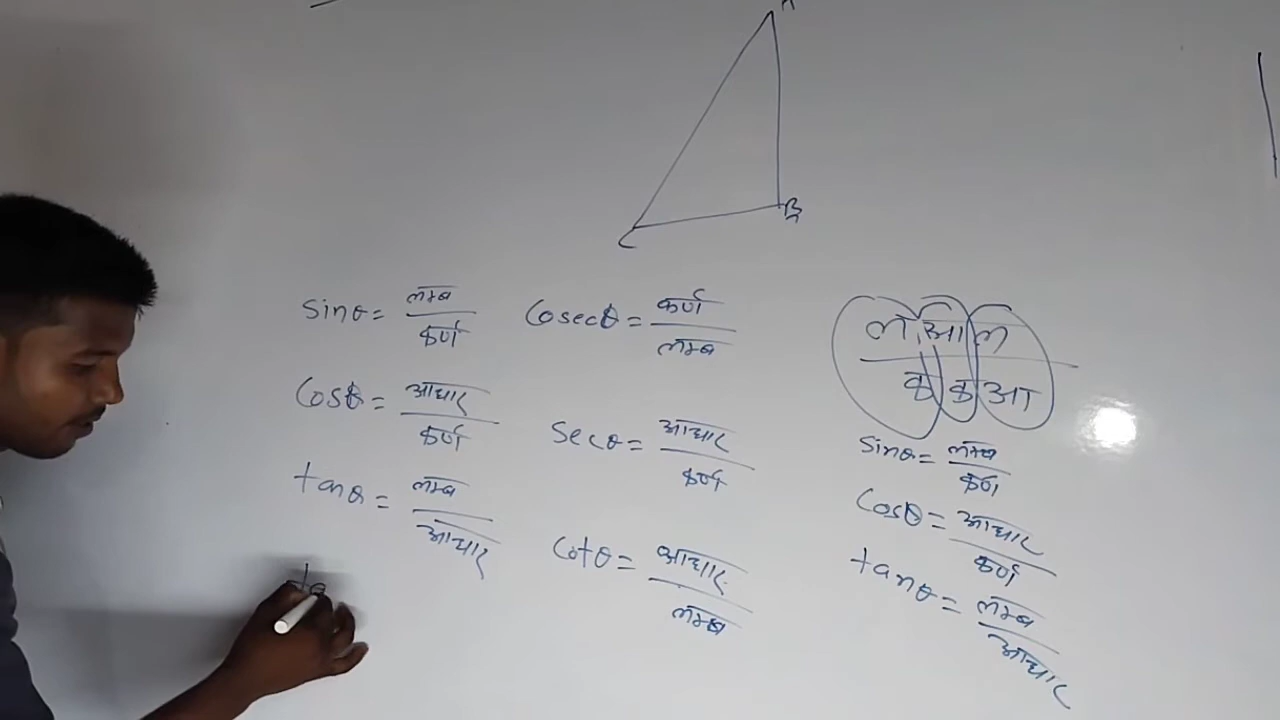 B
C
sinθ = लम्ब / कर्ण
cosθ = आधार / कर्ण
tanθ = लम्ब / आधार
ta
cosecθ = कर्ण / लम्ब
secθ = आधार / कर्ण
cotθ = आधार / लम्ब
ल आ ल
क क आ
sinθ = लम्ब / कर्ण
cosθ = आधार / कर्ण
tanθ = लम्ब / आधार